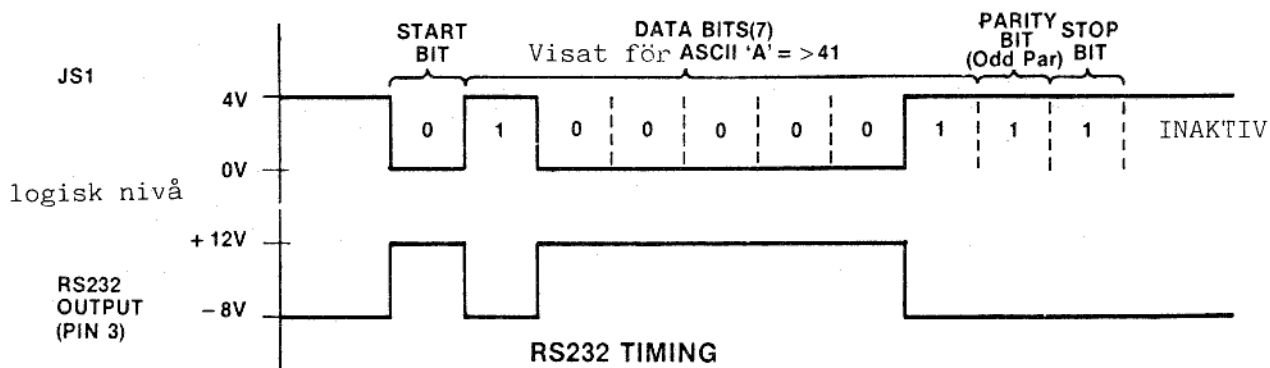 START BIT
DATA BITS(7)
Visat för ASCII 'A' = >41
PARITY BIT (Odd Par)
STOP BIT
JS1
4V
0 1 0 0 0 0 0 1 1 1 INAKTIV
0V
logisk nivå
+12V
RS232 OUTPUT (PIN 3)
-8V
RS232 TIMING